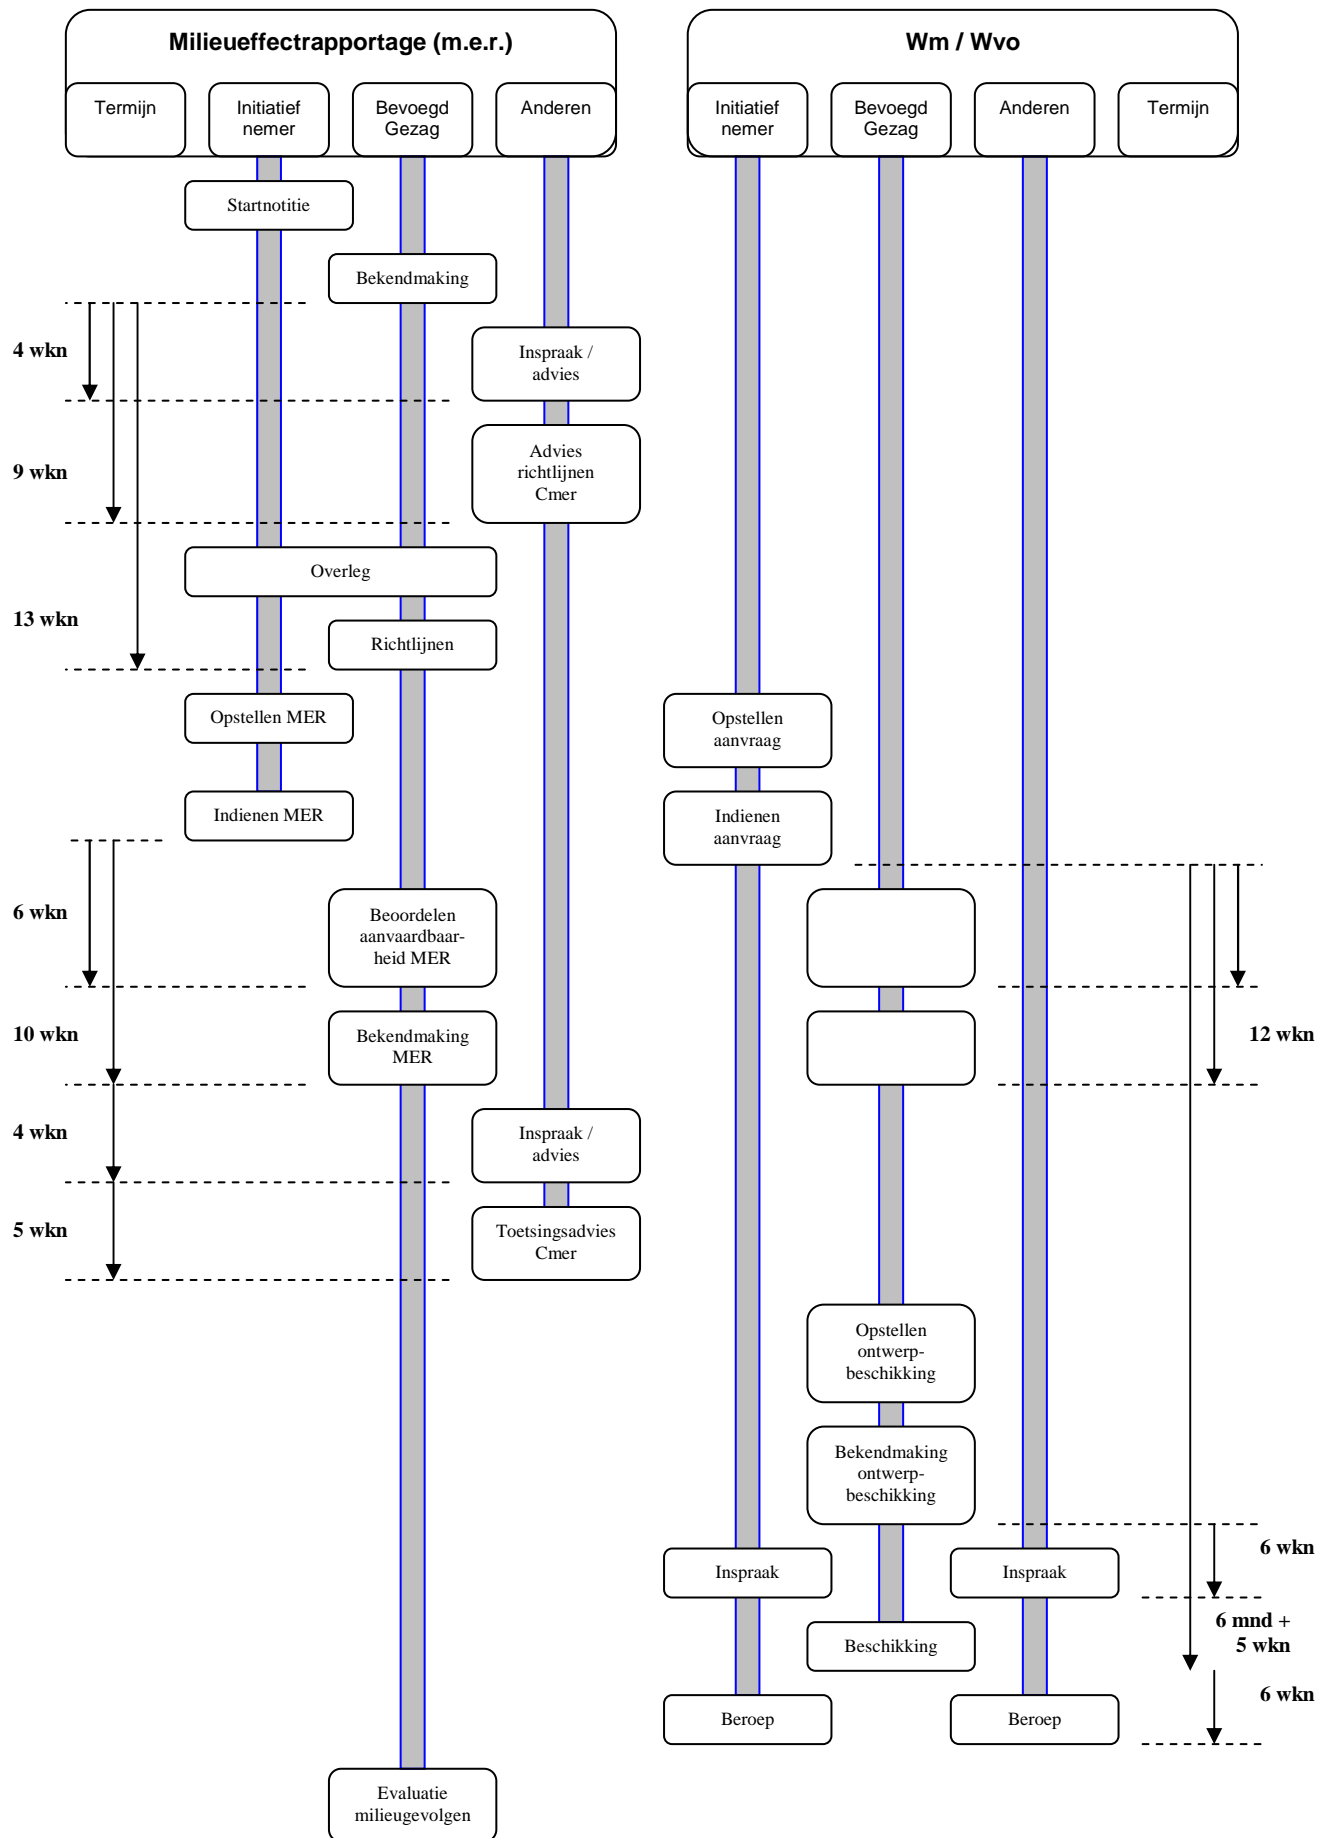 Milieueffectrapportage (m.e.r.)
Wm / Wvo
Termijn
Initiatief
nemer
Bevoegd
Gezag
Anderen
Initiatief
nemer
Bevoegd
Gezag
Anderen
Termijn
Startnotitie
Bekendmaking
4 wkn
Inspraak /
advies
9 wkn
Advies
richtlijnen
Cmer
Overleg
13 wkn
Richtlijnen
Opstellen MER
Opstellen
aanvraag
Indienen MER
Indienen
aanvraag
6 wkn
Beoordelen
aanvaardbaar-
heid MER
10 wkn
Bekendmaking
MER
12 wkn
4 wkn
Inspraak /
advies
5 wkn
Toetsingsadvies
Cmer
Opstellen
ontwerp-
beschikking
Bekendmaking
ontwerp-
beschikking
6 wkn
Inspraak
Inspraak
6 mnd +
5 wkn
Beschikking
6 wkn
Beroep
Beroep
Evaluatie
milieugevolgen